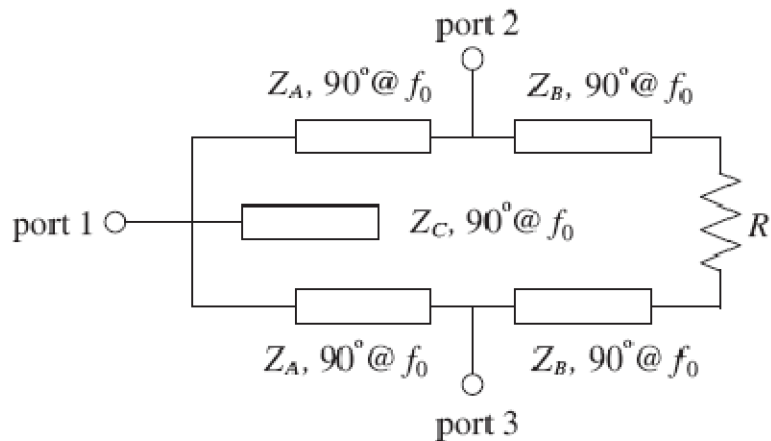 port 2
Z_A, 90°@ f_0
Z_B, 90°@ f_0
port 1
Z_C, 90°@ f_0
R
Z_A, 90°@ f_0
Z_B, 90°@ f_0
port 3